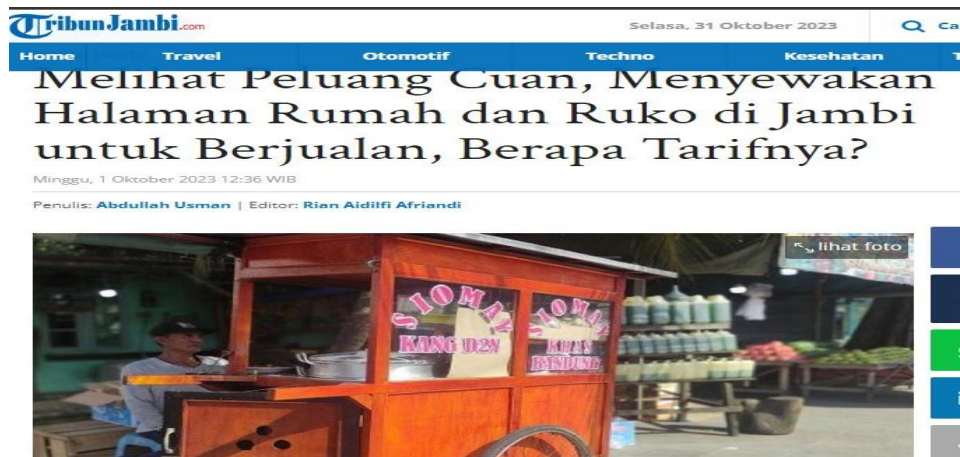 TribunJambi.com
Selasa, 31 Oktober 2023
Ca
Home Travel Otomotif Techno Kesehatan T
Melihat Peluang Cuan, Menyewakan
Halaman Rumah dan Ruko di Jambi
untuk Berjualan, Berapa Tarifnya?
Minggu, 1 Oktober 2023 12:36 WIB
Penulis: Abdullah Usman | Editor: Rian Aidilfi Afriandi
lihat foto
SIOMAY
KANG D2N
SIOMAY
KHAS
BANDUNG